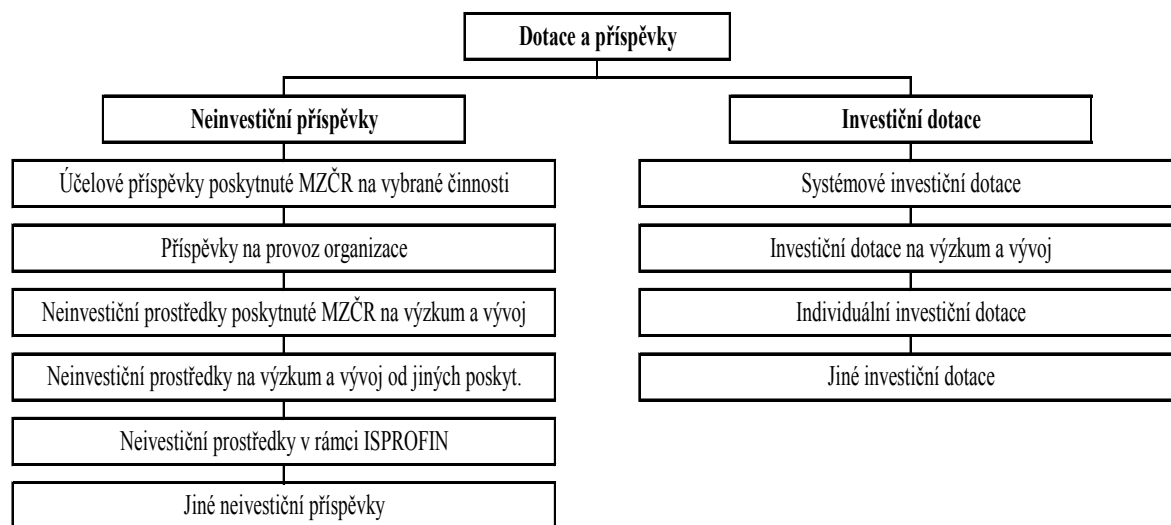 Dotace a příspěvky
Neinvestiční příspěvky
Účelové příspěvky poskytnuté MZČR na vybrané činnosti
Příspěvky na provoz organizace
Neinvestiční prostředky poskytnuté MZČR na výzkum a vývoj
Neinvestiční prostředky na výzkum a vývoj od jiných poskyt.
Neivestiční prostředky v rámci ISPROFIN
Jiné neivestiční příspěvky
Investiční dotace
Systémové investiční dotace
Investiční dotace na výzkum a vývoj
Individuální investiční dotace
Jiné investiční dotace